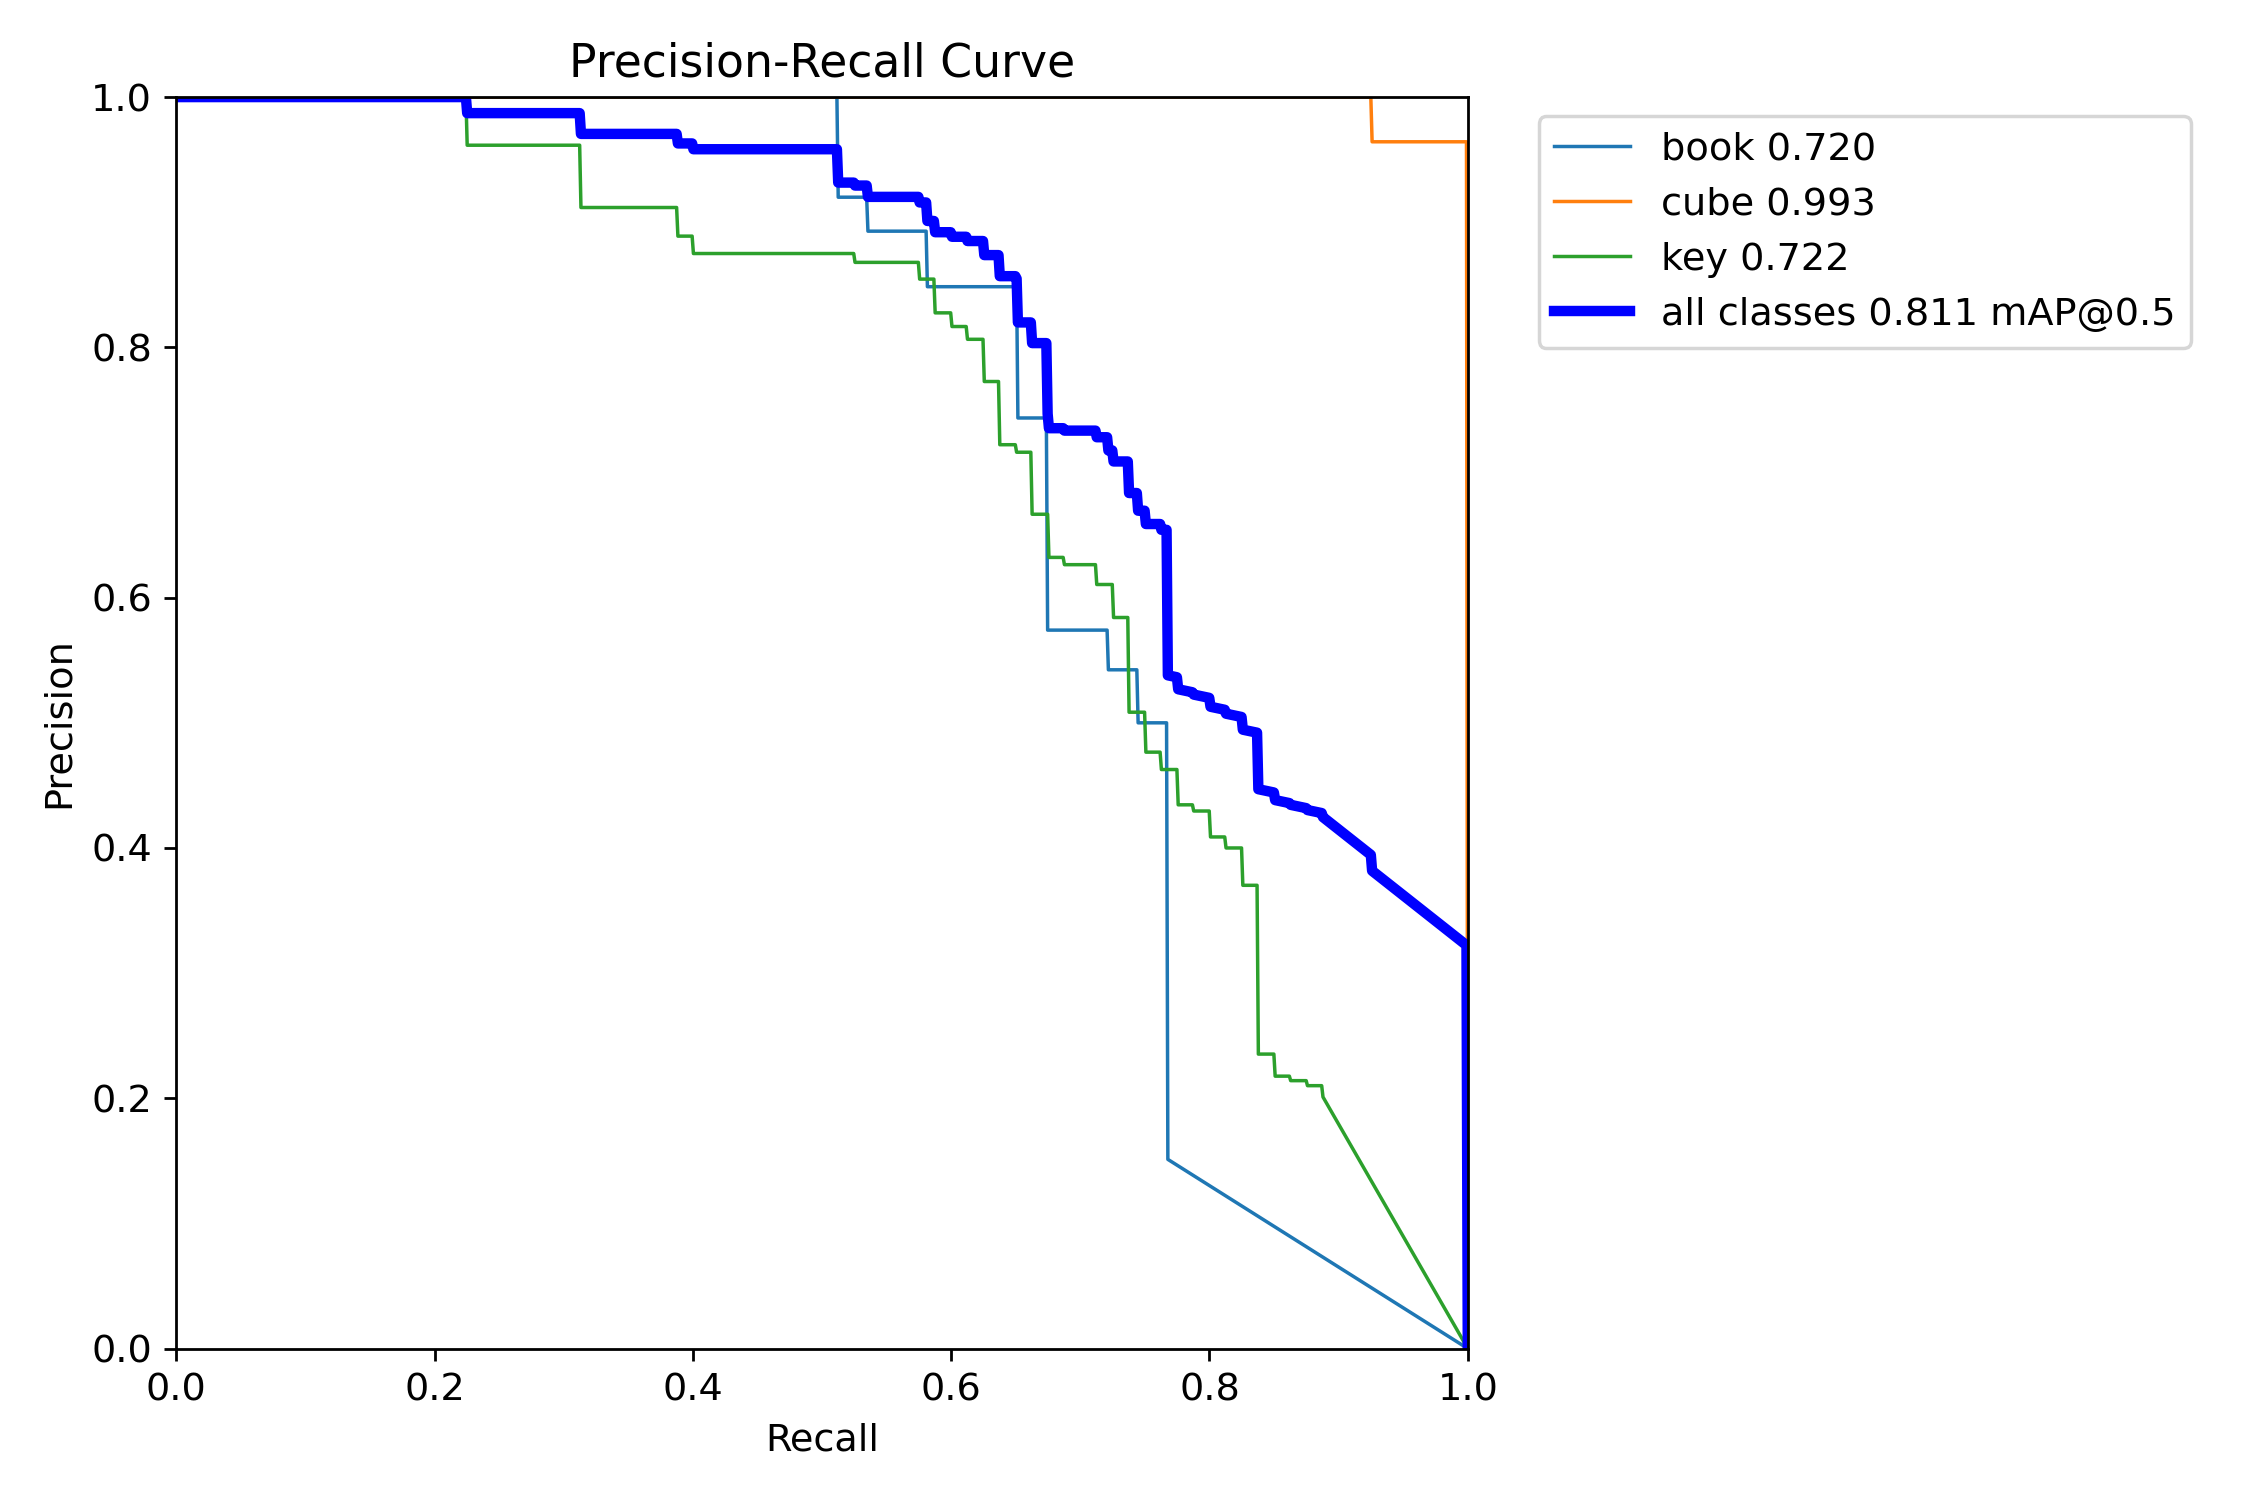 Precision-Recall Curve
1.0
0.8
0.6
0.4
0.2
0.0
0.0 0.2 0.4 0.6 0.8 1.0
Precision
Recall
book 0.720
cube 0.993
key 0.722
all classes 0.811 mAP@0.5